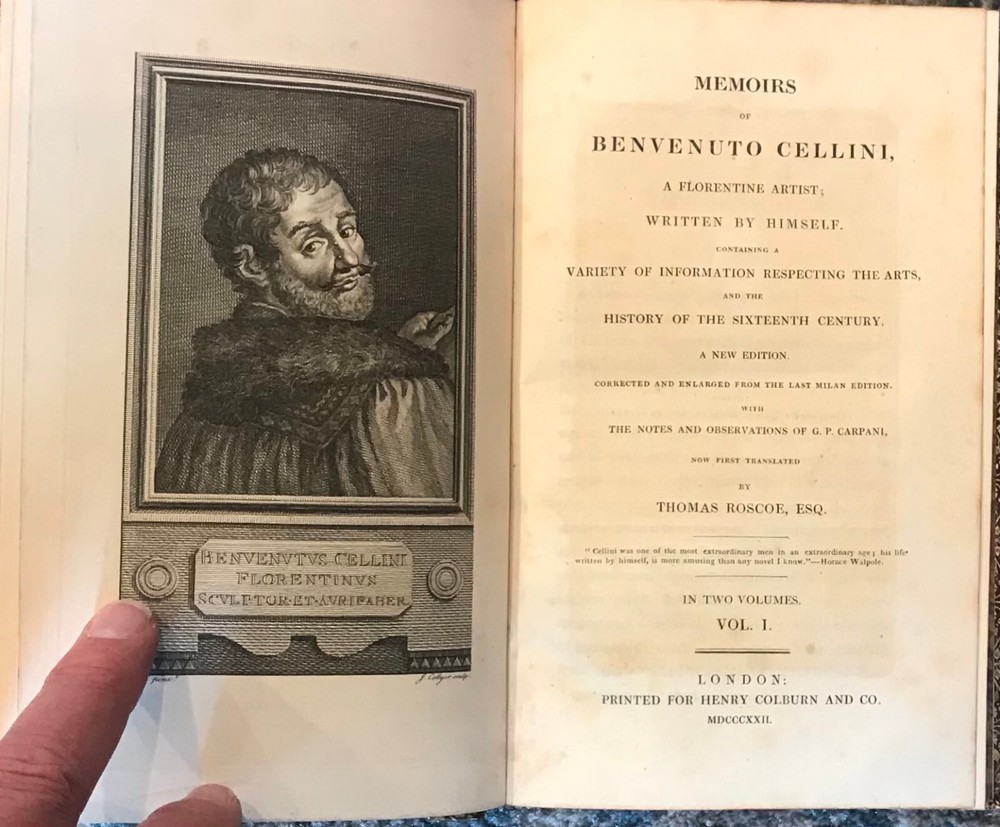 BENVENVTVS CELLINI
FLORENTINVS
SCVLPTOR·ET·AVRIFABER
J. Collyer sculp.
MEMOIRS
OF
BENVENUTO CELLINI,
A FLORENTINE ARTIST;
WRITTEN BY HIMSELF.
CONTAINING A
VARIETY OF INFORMATION RESPECTING THE ARTS,
AND THE
HISTORY OF THE SIXTEENTH CENTURY.
A NEW EDITION.
CORRECTED AND ENLARGED FROM THE LAST MILAN EDITION.
WITH
THE NOTES AND OBSERVATIONS OF G. P. CARPANI,
NOW FIRST TRANSLATED
BY
THOMAS ROSCOE, ESQ.
"Cellini was one of the most extraordinary men in an extraordinary age; his life
written by himself, is more amusing than any novel I know."—Horace Walpole.
IN TWO VOLUMES.
VOL. I.
LONDON:
PRINTED FOR HENRY COLBURN AND CO.
MDCCCXXII.